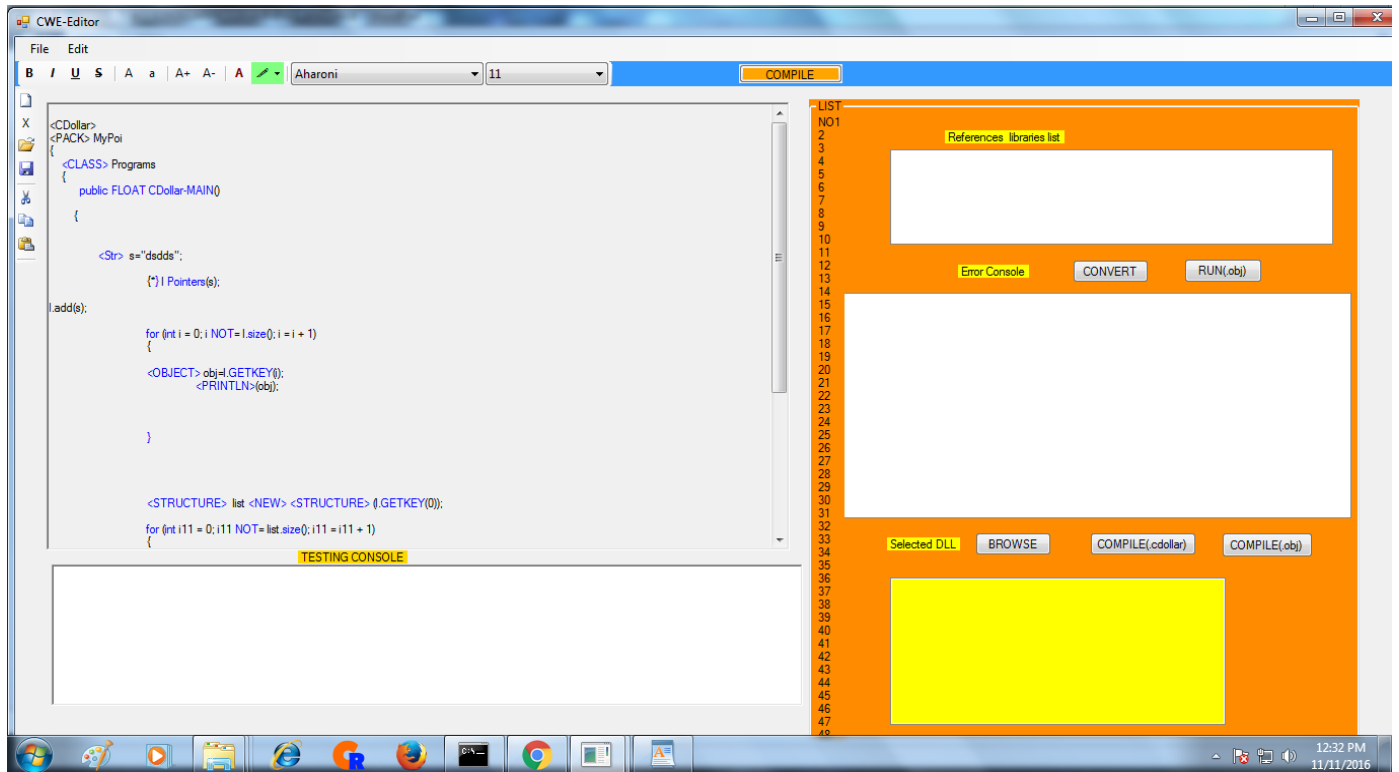 CWE-Editor
File Edit
B I U S A a A+ A- A Aharoni 11 COMPILE
X
<CDollar>
<PACK> MyPoi
{
<CLASS> Programs
{
public FLOAT CDollar-MAIN()
{
<Str> s="dsdds";
{*} l Pointers(s);
l.add(s);
for (int i = 0; i NOT= l.size(); i = i + 1)
{
<OBJECT> obj=l.GETKEY(i);
<PRINTLN>(obj);
}
<STRUCTURE> list <NEW> <STRUCTURE> (l.GETKEY(0));
for (int i11 = 0; i11 NOT= list.size(); i11 = i11 + 1)
{
TESTING CONSOLE
LIST
NO1
2
3
4
5
6
7
8
9
10
11
12
13
14
15
16
17
18
19
20
21
22
23
24
25
26
27
28
29
30
31
32
33
34
35
36
37
38
39
40
41
42
43
44
45
46
47
48
References libraries list
Error Console CONVERT RUN(.obj)
Selected DLL BROWSE COMPILE(.cdollar) COMPILE(.obj)
12:32 PM
11/11/2016